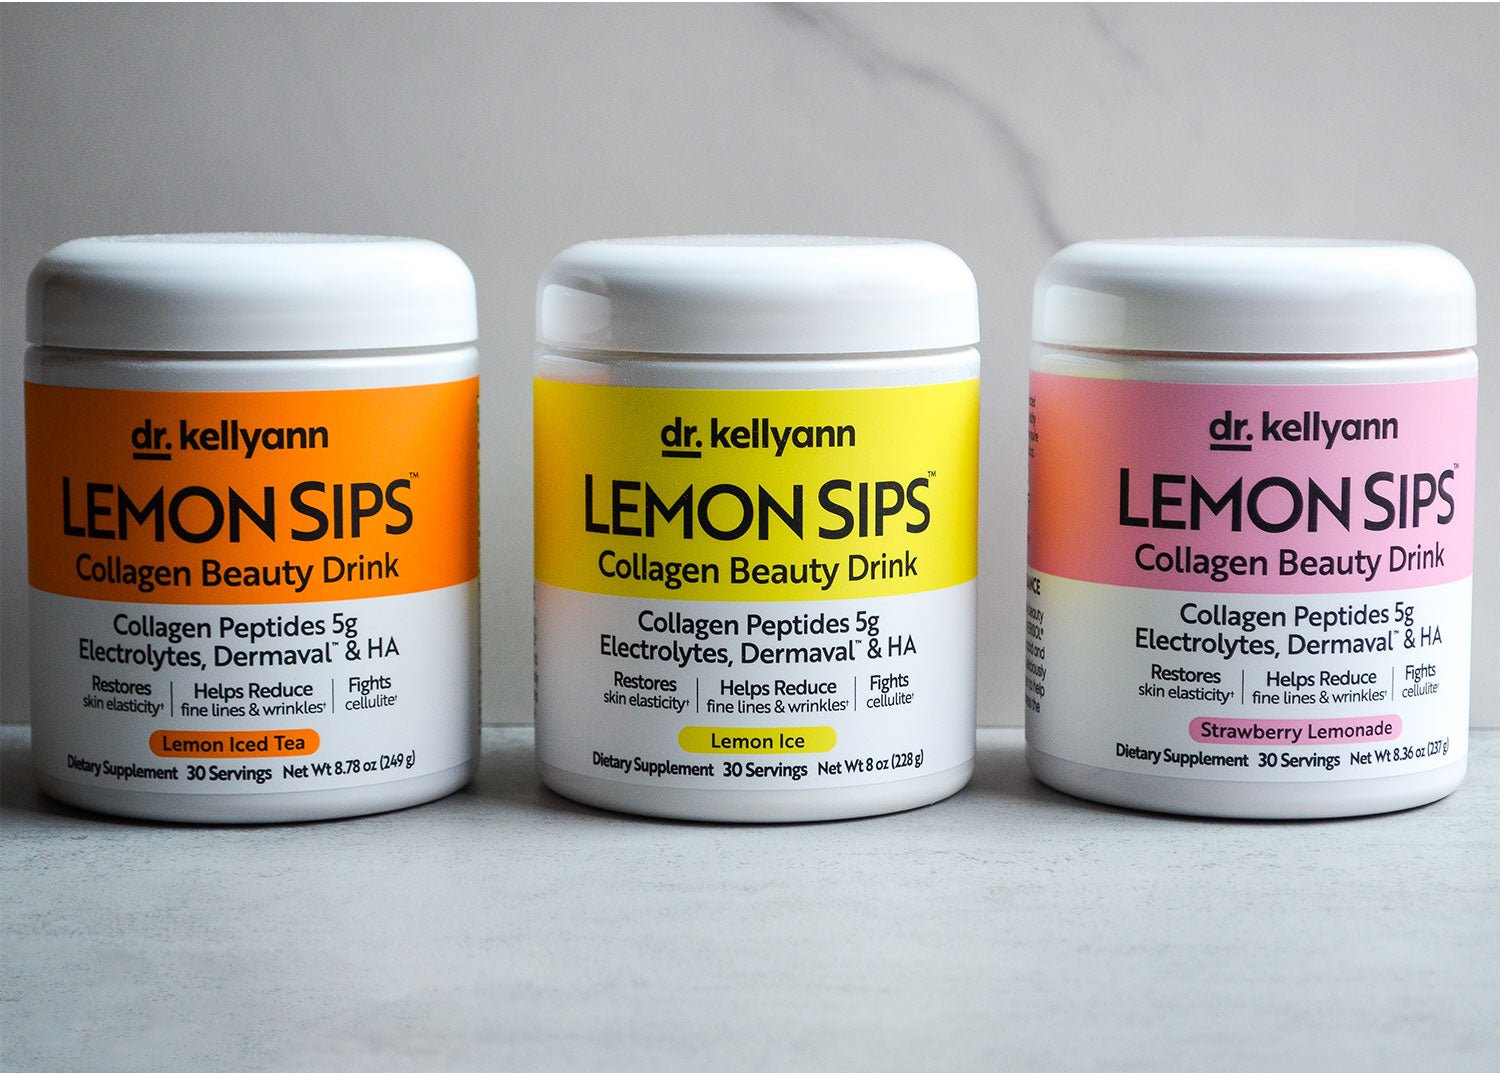 dr. kellyann
LEMON SIPS™
Collagen Beauty Drink
Collagen Peptides 5g
Electrolytes, Dermaval™ & HA
Restores
skin elasticity†
Helps Reduce
fine lines & wrinkles†
Fights
cellulite†
Lemon Iced Tea
Dietary Supplement 30 Servings Net Wt 8.78 oz (249 g)
dr. kellyann
LEMON SIPS™
Collagen Beauty Drink
Collagen Peptides 5g
Electrolytes, Dermaval™ & HA
Restores
skin elasticity†
Helps Reduce
fine lines & wrinkles†
Fights
cellulite†
Lemon Ice
Dietary Supplement 30 Servings Net Wt 8 oz (228 g)
dr. kellyann
LEMON SIPS™
Collagen Beauty Drink
Collagen Peptides 5g
Electrolytes, Dermaval™ & HA
Restores
skin elasticity†
Helps Reduce
fine lines & wrinkles†
Fights
cellulite†
Strawberry Lemonade
Dietary Supplement 30 Servings Net Wt 8.36 oz (237 g)